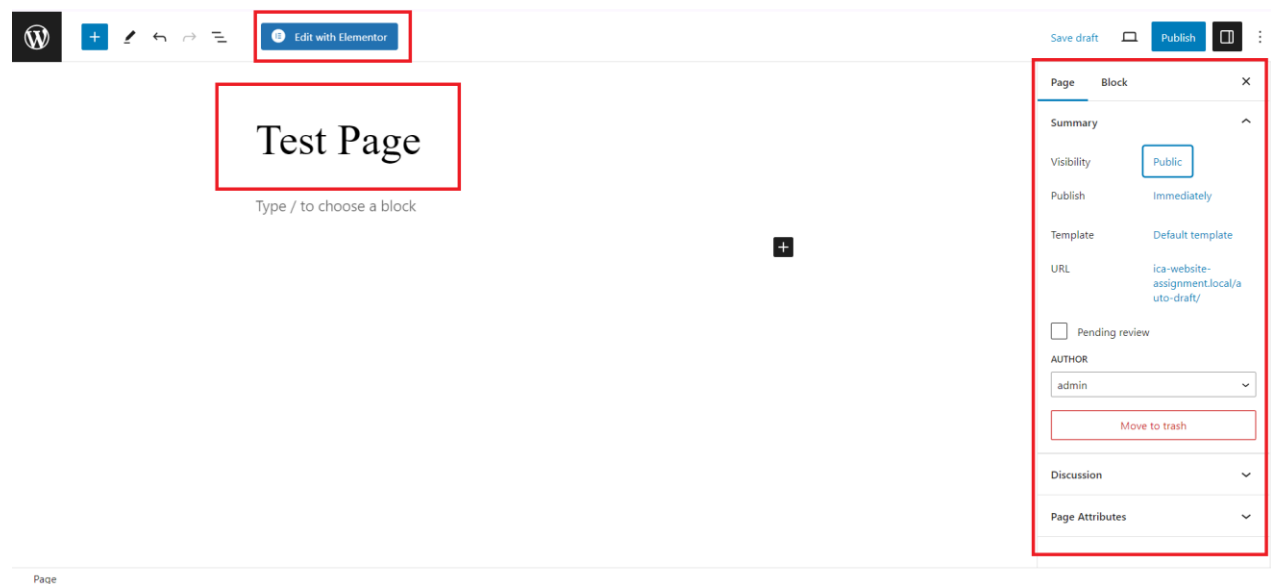 Edit with Elementor
Save draft
Publish
Test Page
Type / to choose a block
Page Block
Summary
Visibility Public
Publish Immediately
Template Default template
URL ica-website-
assignment.local/a
uto-draft/
Pending review
AUTHOR
admin
Move to trash
Discussion
Page Attributes
Page